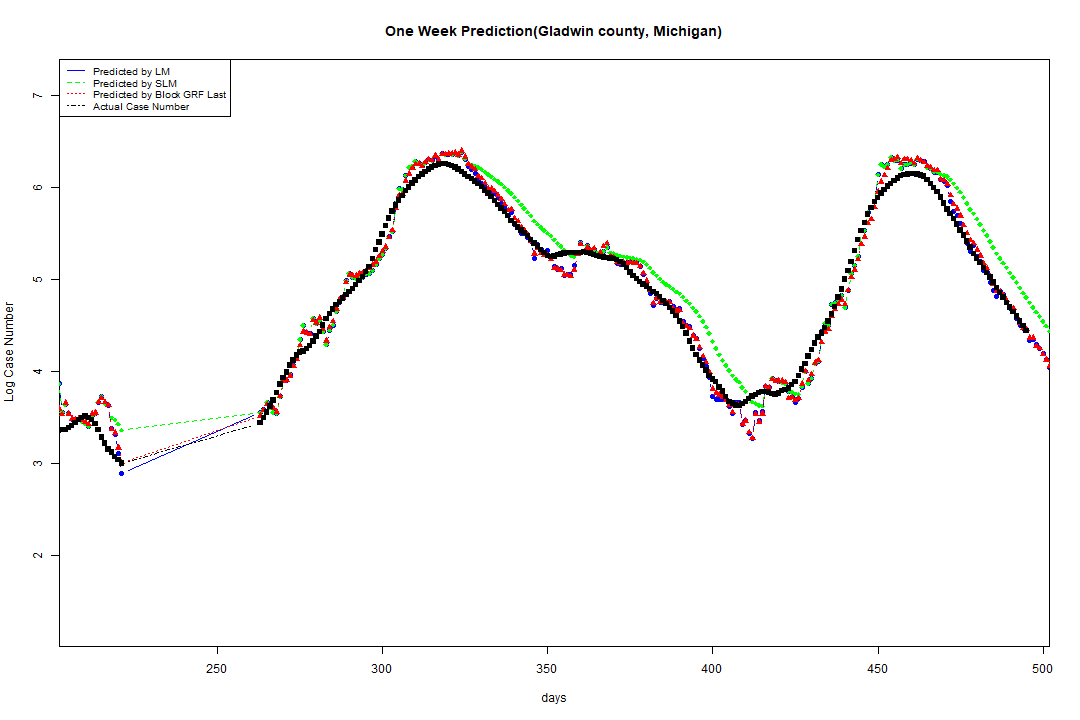 One Week Prediction(Gladwin county, Michigan)
Predicted by LM
Predicted by SLM
Predicted by Block GRF Last
Actual Case Number
7
6
5
4
3
2
Log Case Number
250 300 350 400 450 500
days